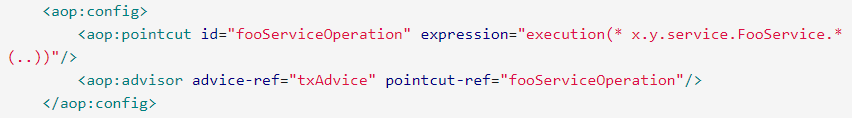 <aop:config>
<aop:pointcut id="fooServiceOperation" expression="execution(* x.y.service.FooService.*
(..))"/>
<aop:advisor advice-ref="txAdvice" pointcut-ref="fooServiceOperation"/>
</aop:config>